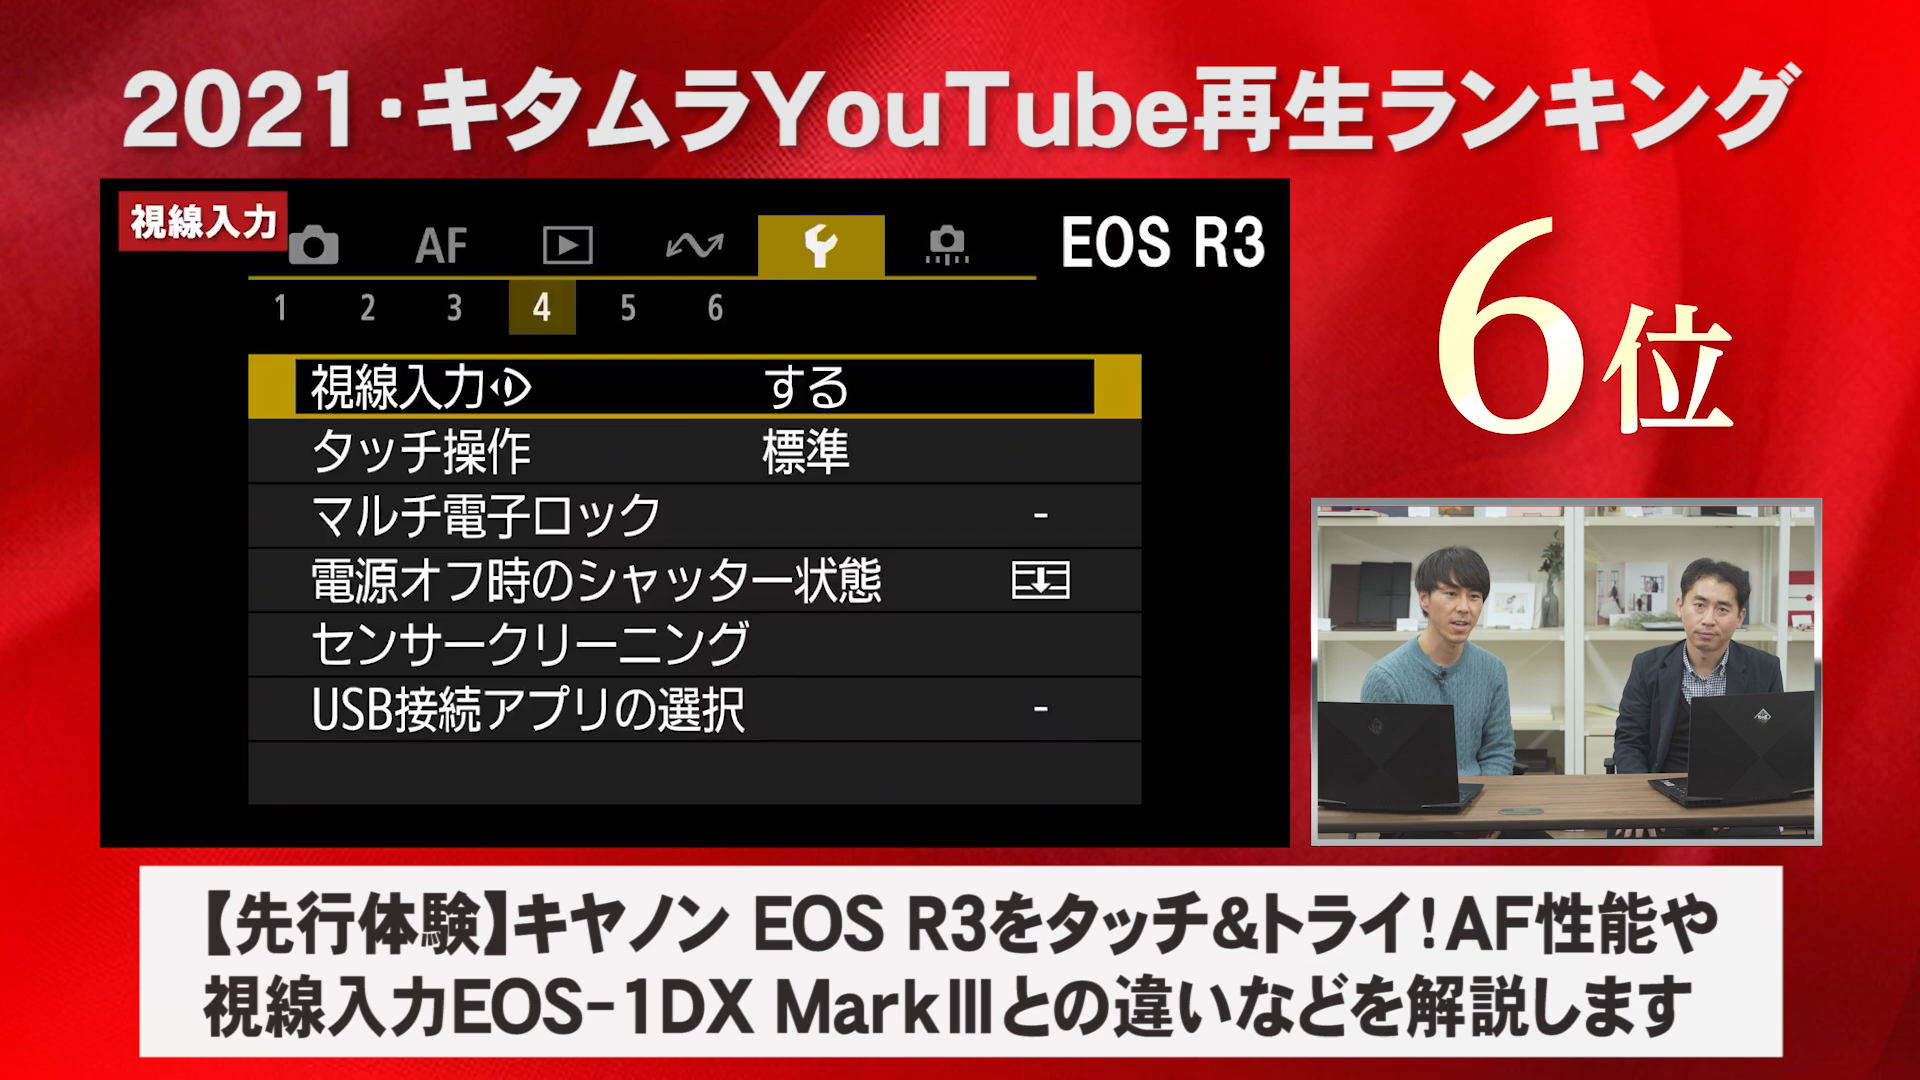 2021・キタムラYouTube再生ランキング
視線入力
AF
EOS R3
1 2 3 4 5 6
視線入力 する
タッチ操作 標準
マルチ電子ロック -
電源オフ時のシャッター状態
センサークリーニング
USB接続アプリの選択 -
6位
【先行体験】キヤノン EOS R3をタッチ&トライ!AF性能や
視線入力EOS-1DX MarkⅢとの違いなどを解説します